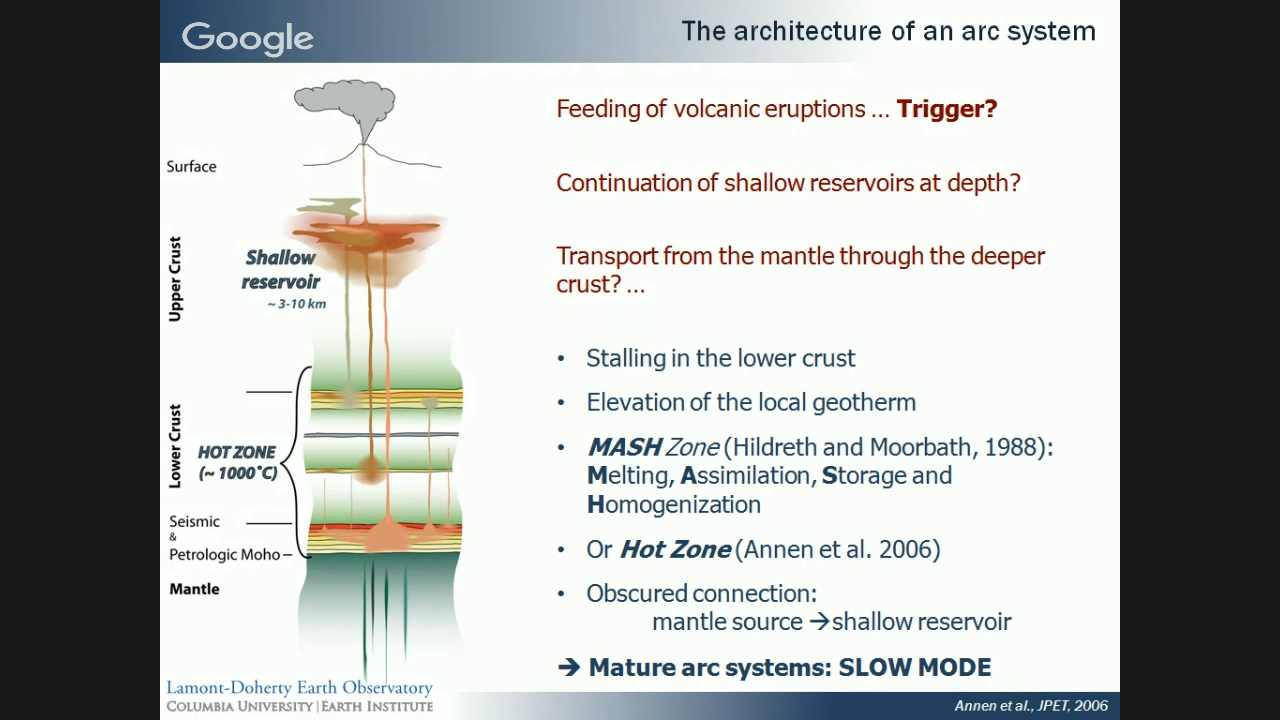 Google
The architecture of an arc system
Surface
Upper Crust
Shallow
reservoir
~ 3-10 km
Lower Crust
HOT ZONE
(~ 1000°C)
Seismic
&
Petrologic Moho
Mantle
Feeding of volcanic eruptions … Trigger?
Continuation of shallow reservoirs at depth?
Transport from the mantle through the deeper
crust? …
• Stalling in the lower crust
• Elevation of the local geotherm
• MASH Zone (Hildreth and Moorbath, 1988):
Melting, Assimilation, Storage and
Homogenization
• Or Hot Zone (Annen et al. 2006)
• Obscured connection:
mantle source → shallow reservoir
→ Mature arc systems: SLOW MODE
Lamont-Doherty Earth Observatory
COLUMBIA UNIVERSITY | EARTH INSTITUTE
Annen et al., JPET, 2006